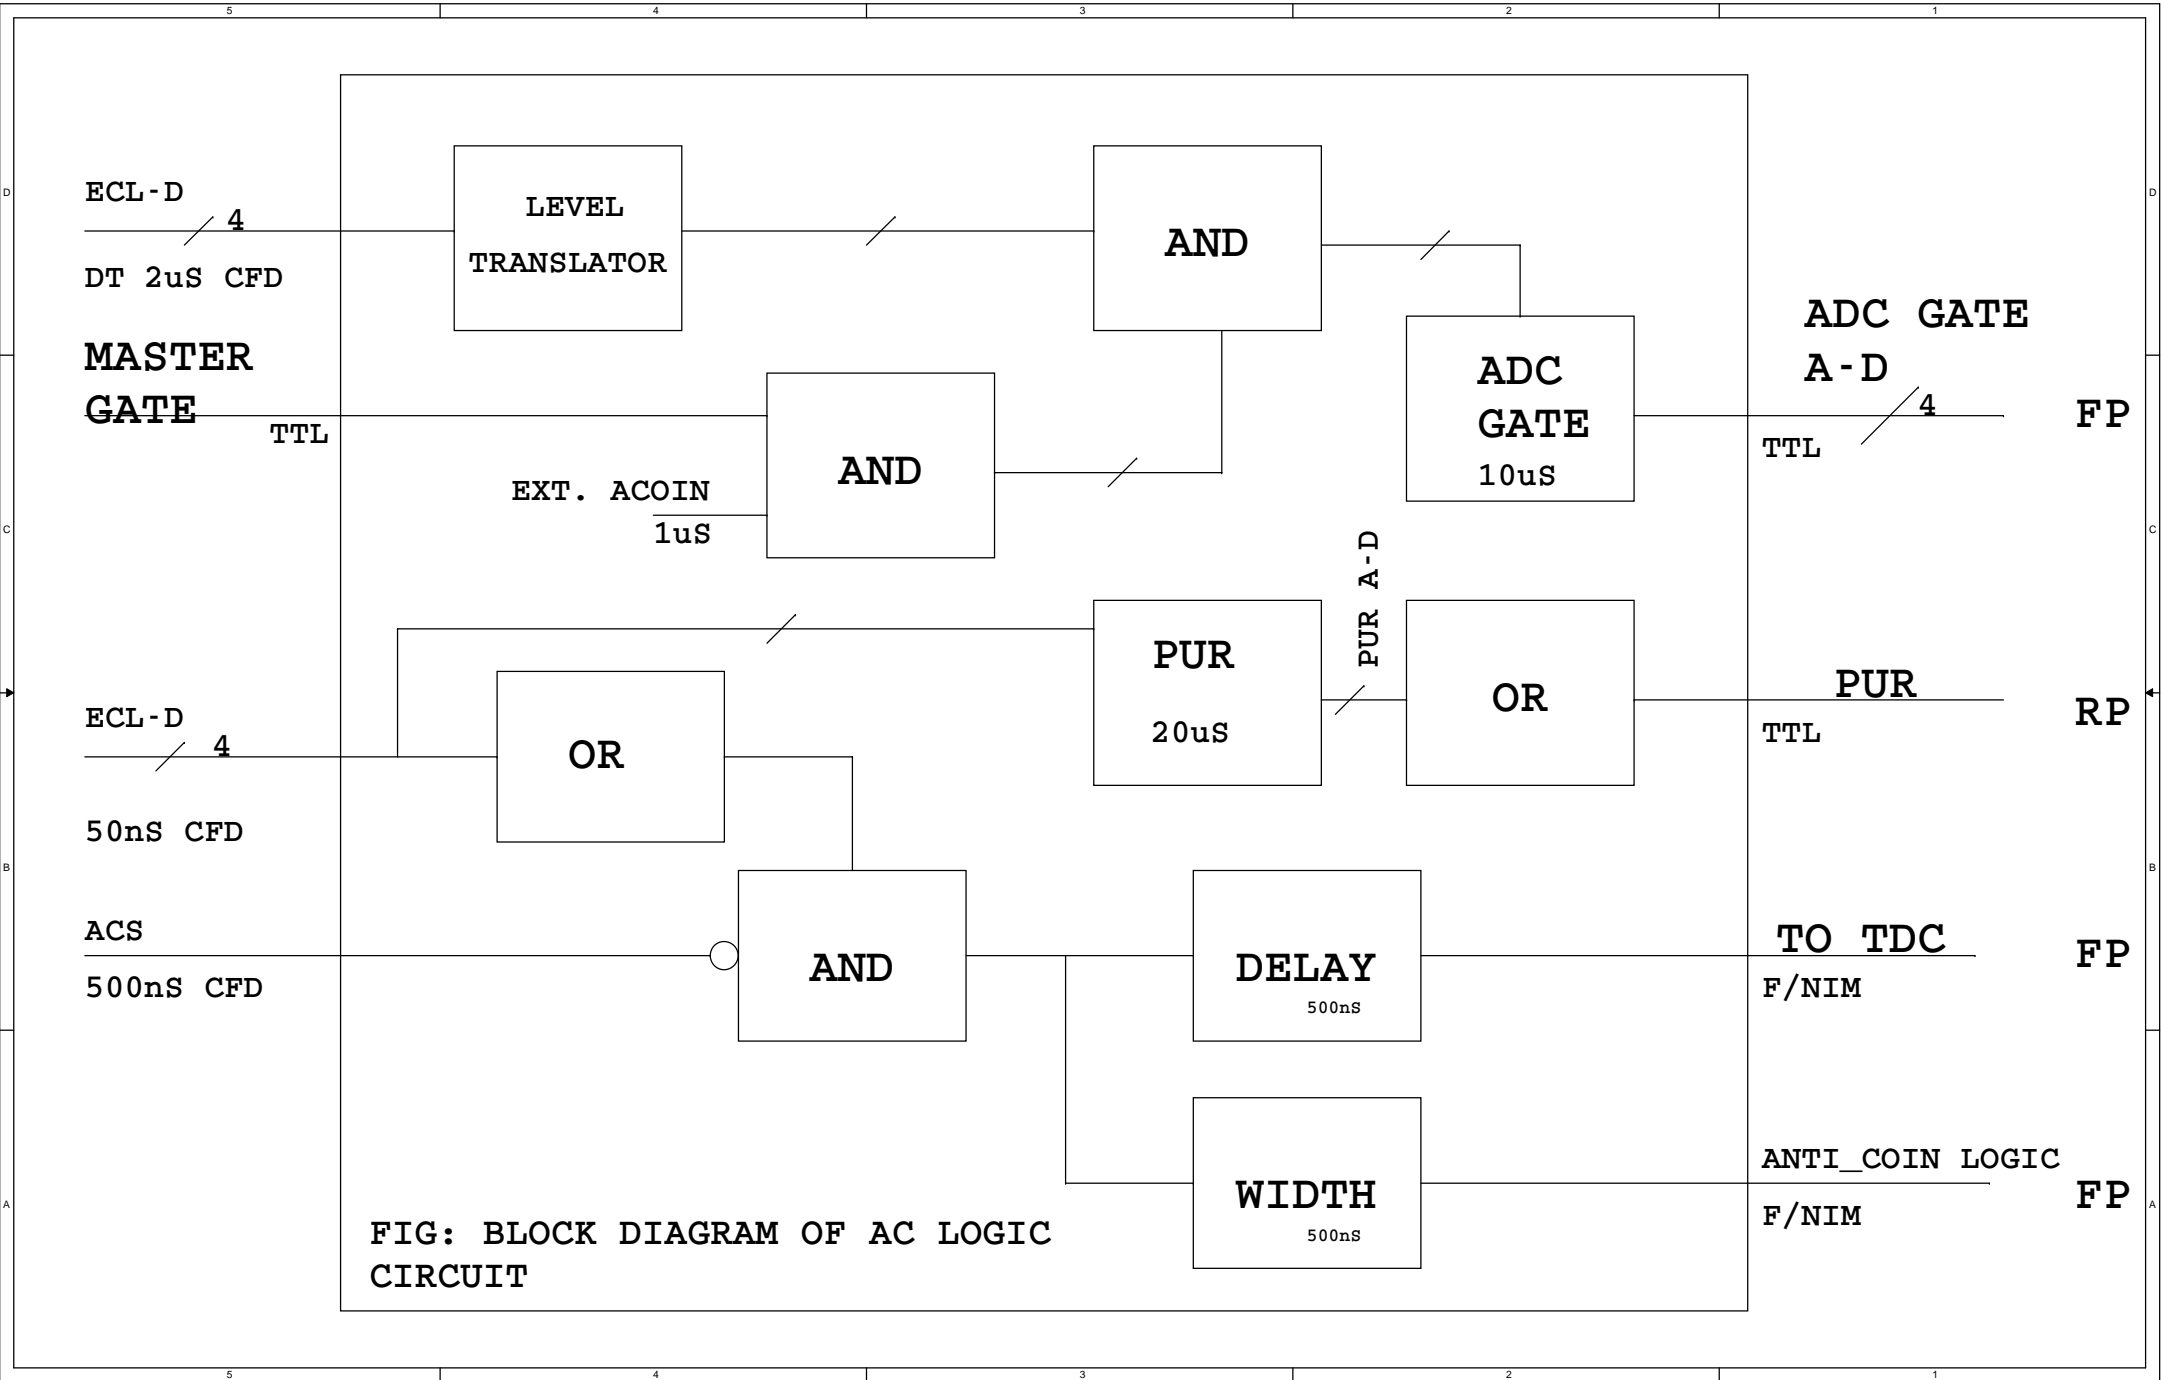 5 4 3 2 1
D
D
ECL-D
4
DT 2uS CFD
LEVEL
TRANSLATOR
AND
ADC GATE
A-D
4
FP
TTL
MASTER
GATE
TTL
AND
EXT. ACOIN
1uS
ADC
GATE
10uS
C
C
PUR A-D
PUR
20uS
OR
PUR
TTL
RP
ECL-D
4
50nS CFD
OR
B
B
ACS
500nS CFD
AND
DELAY
500nS
TO TDC
F/NIM
FP
WIDTH
500nS
ANTI_COIN LOGIC
F/NIM
FP
A
A
FIG: BLOCK DIAGRAM OF AC LOGIC
CIRCUIT
5 4 3 2 1